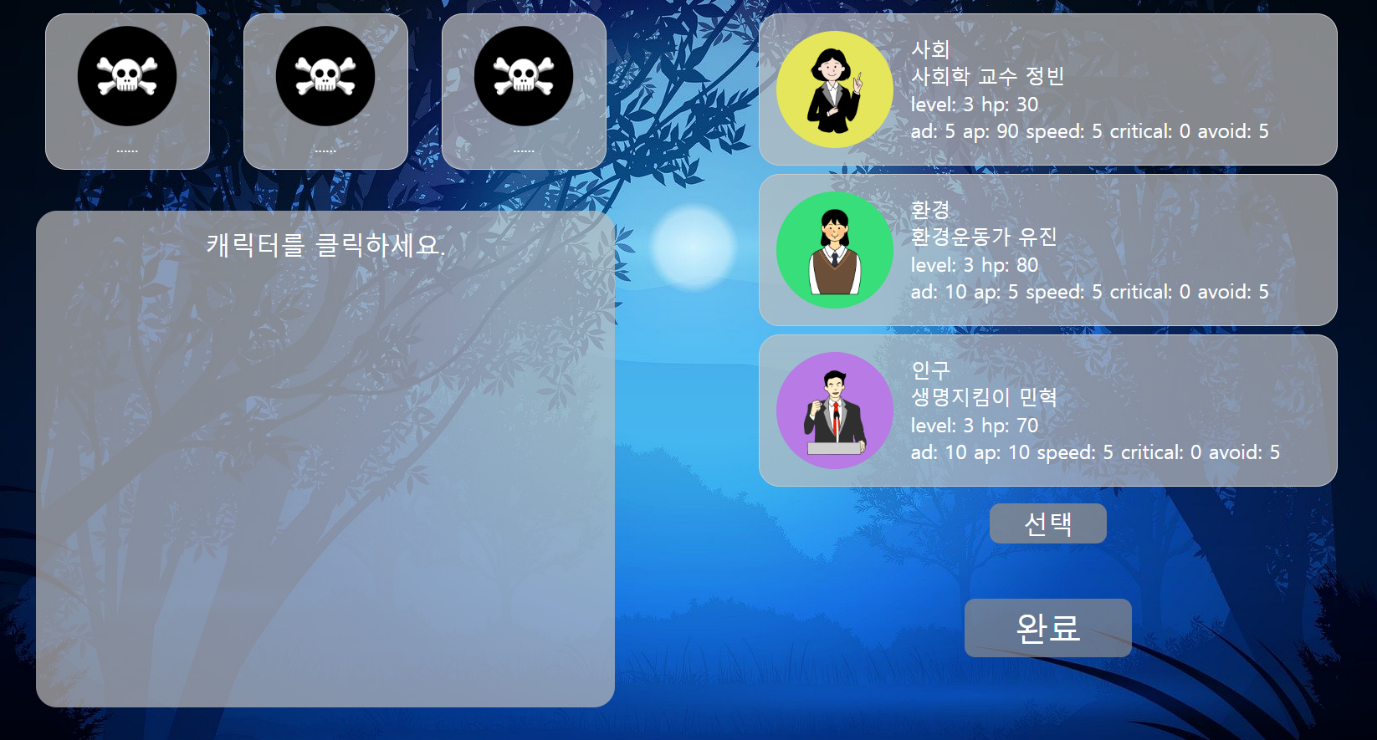 ......
......
......
캐릭터를 클릭하세요.
사회
사회학 교수 정빈
level: 3 hp: 30
ad: 5 ap: 90 speed: 5 critical: 0 avoid: 5
환경
환경운동가 유진
level: 3 hp: 80
ad: 10 ap: 5 speed: 5 critical: 0 avoid: 5
인구
생명지킴이 민혁
level: 3 hp: 70
ad: 10 ap: 10 speed: 5 critical: 0 avoid: 5
선택
완료